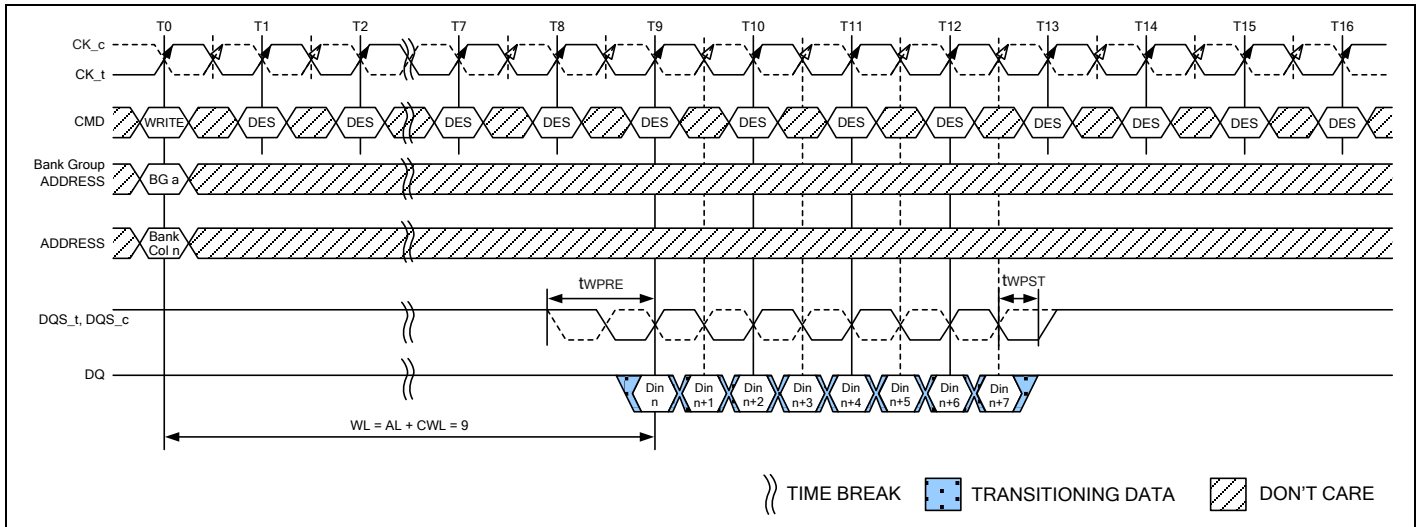 T0 T1 T2 T7 T8 T9 T10 T11 T12 T13 T14 T15 T16
CK_c
CK_t
CMD WRITE DES DES DES DES DES DES DES DES DES DES DES DES
Bank Group
ADDRESS BG a
ADDRESS Bank
Col n
tWPRE tWPST
DQS_t, DQS_c
DQ Din
n Din
n+1 Din
n+2 Din
n+3 Din
n+4 Din
n+5 Din
n+6 Din
n+7
WL = AL + CWL = 9
TIME BREAK TRANSITIONING DATA DON'T CARE